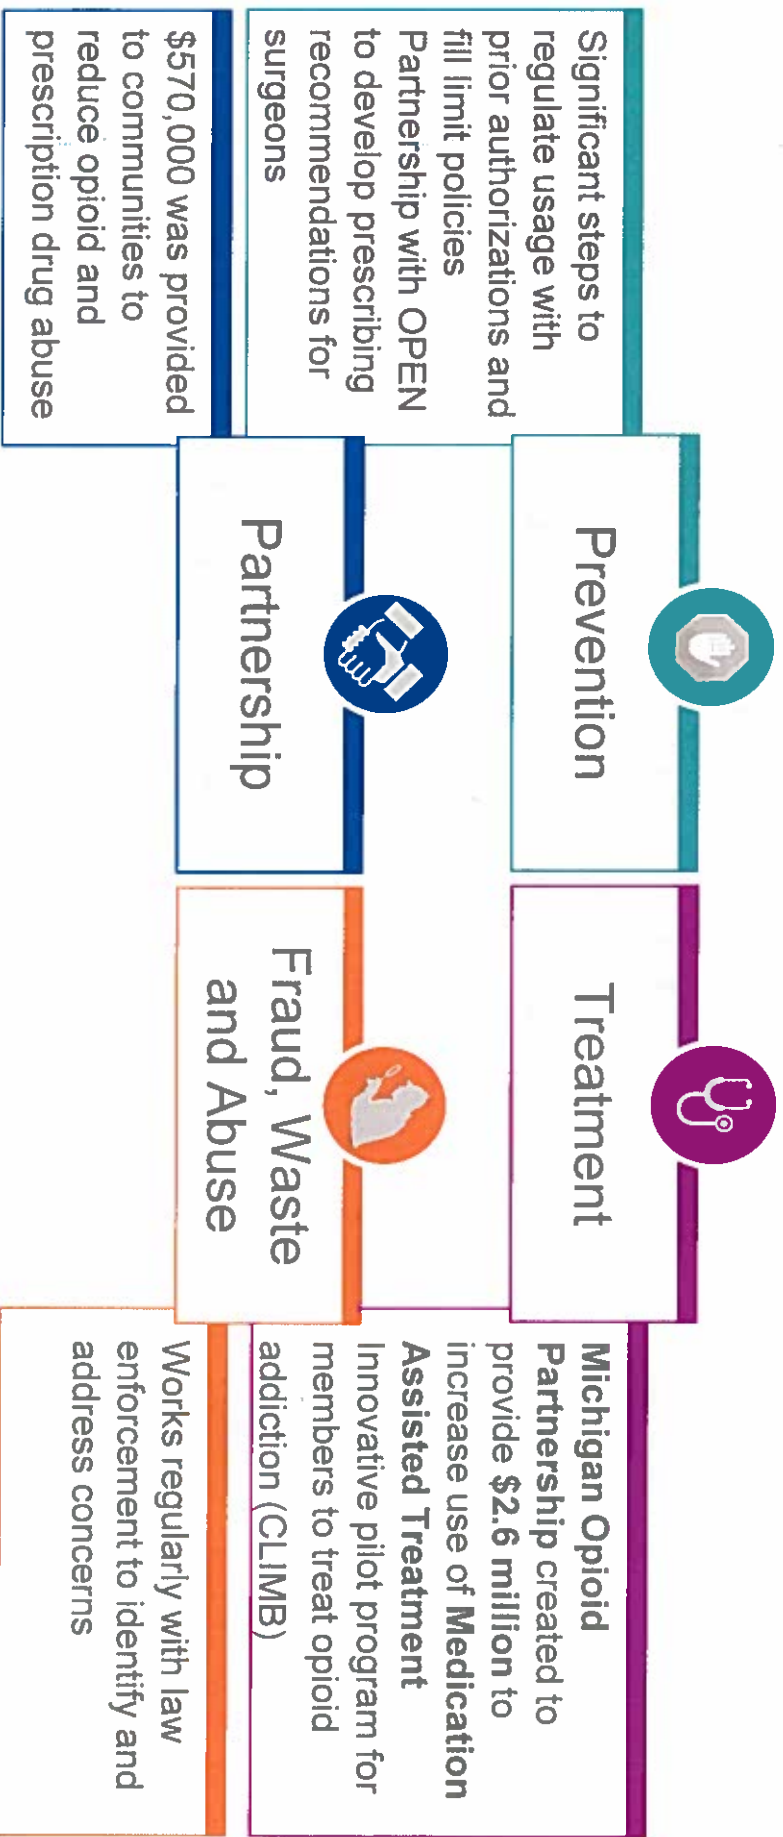 Significant steps to
regulate usage with
prior authorizations and
fill limit policies
Partnership with OPEN
to develop prescribing
recommendations for
surgeons
Prevention
Treatment
Michigan Opioid
Partnership created to
provide $2.6 million to
increase use of Medication
Assisted Treatment
Innovative pilot program for
members to treat opioid
addiction (CLIMB)
$570,000 was provided
to communities to
reduce opioid and
prescription drug abuse
Partnership
Fraud, Waste
and Abuse
Works regularly with law
enforcement to identify and
address concerns